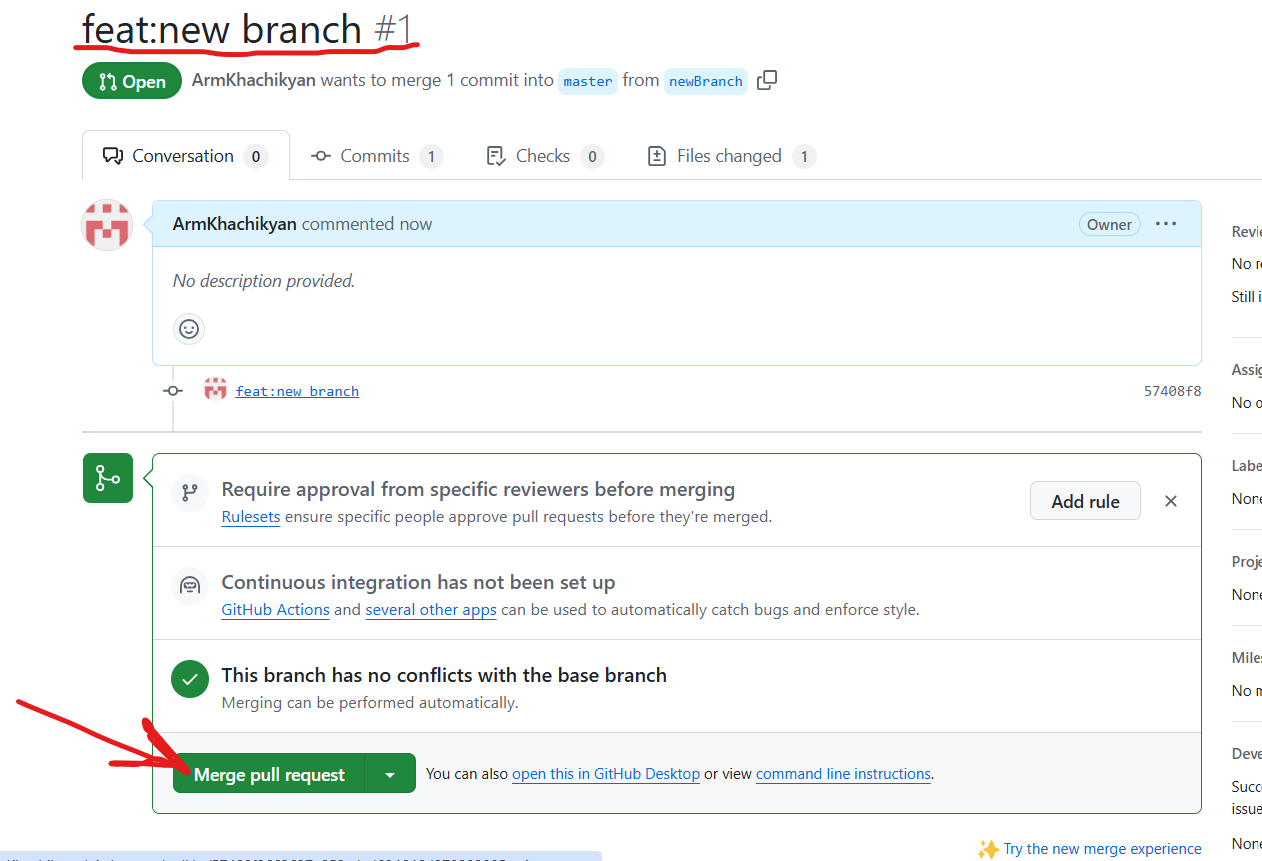 feat:new branch #1
Open ArmKhachikyan wants to merge 1 commit into master from newBranch
Conversation 0 Commits 1 Checks 0 Files changed 1
ArmKhachikyan commented now Owner
No description provided.
feat:new branch 57408f8
Require approval from specific reviewers before merging
Rulesets ensure specific people approve pull requests before they're merged.
Add rule
Continuous integration has not been set up
GitHub Actions and several other apps can be used to automatically catch bugs and enforce style.
This branch has no conflicts with the base branch
Merging can be performed automatically.
Merge pull request You can also open this in GitHub Desktop or view command line instructions.
Try the new merge experience
Revie
No re
Still i
Assig
No o
Labe
None
Proje
None
Miles
No m
Deve
Succ
issue
None